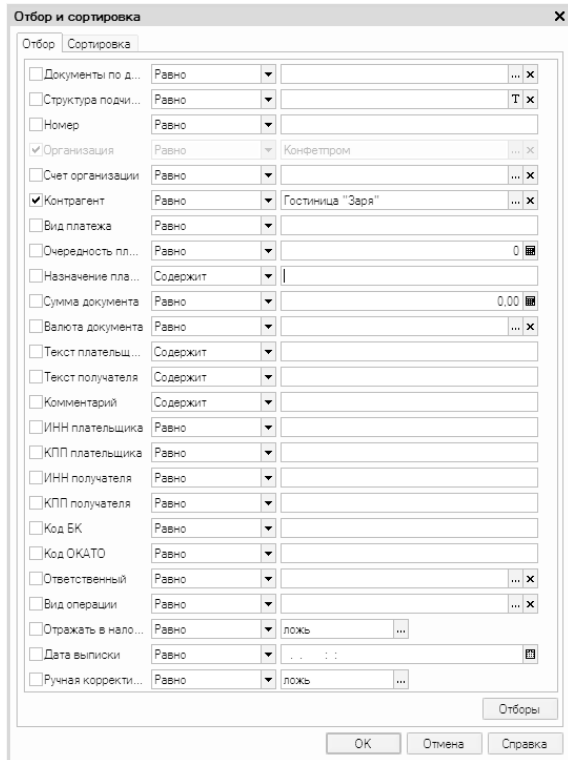 Отбор и сортировка
Отбор Сортировка
Документы по д... Равно ...
Структура подчи... Равно T
Номер Равно
Организация Равно Конфетпром ...
Счет организации Равно ...
Контрагент Равно Гостиница "Заря" ...
Вид платежа Равно
Очередность пл... Равно 0
Назначение пла... Содержит
Сумма документа Равно 0,00
Валюта документа Равно ...
Текст плательщ... Содержит
Текст получателя Содержит
Комментарий Содержит
ИНН плательщика Равно
КПП плательщика Равно
ИНН получателя Равно
КПП получателя Равно
Код БК Равно
Код ОКАТО Равно
Ответственный Равно ...
Вид операции Равно ...
Отражать в нало... Равно ложь ...
Дата выписки Равно . . : :
Ручная корректи... Равно ложь ...
Отборы
OK Отмена Справка